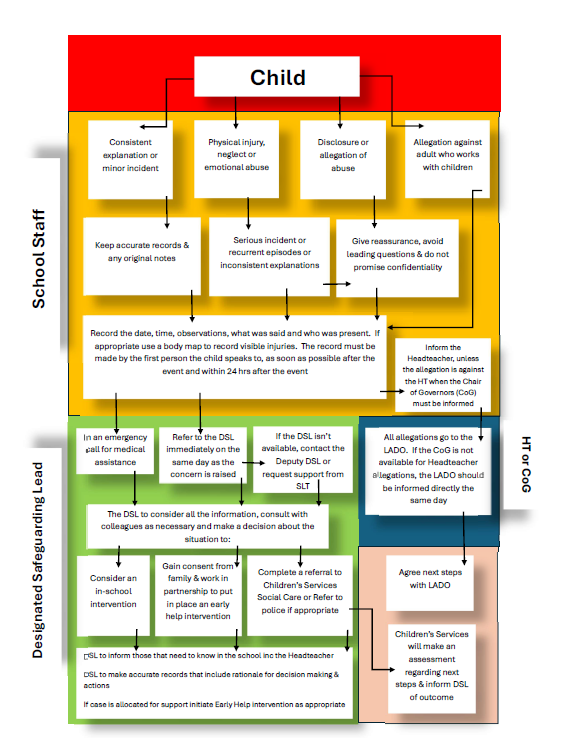 Child
Consistent
explanation or
minor incident
Physical injury,
neglect or
emotional abuse
Disclosure or
allegation of
abuse
Allegation against
adult who works
with children
School Staff
Keep accurate records &
any original notes
Serious incident or
recurrent episodes or
inconsistent explanations
Give reassurance, avoid
leading questions & do not
promise confidentiality
Record the date, time, observations, what was said and who was present. If
appropriate use a body map to record visible injuries. The record must be
made by the first person the child speaks to, as soon as possible after the
event and within 24 hrs after the event
Inform the
Headteacher, unless
the allegation is against
the HT when the Chair
of Governors (CoG)
must be informed
In an emergency
call for medical
assistance
Refer to the DSL
immediately on the
same day as the
concern is raised
If the DSL isn't
available, contact the
Deputy DSL or
request support from
SLT
All allegations go to the
LADO. If the CoG is not
available for Headteacher
allegations, the LADO should
be informed directly the
same day
HT or CoG
Designated Safeguarding Lead
The DSL to consider all the information, consult with
colleagues as necessary and make a decision about the
situation to:
Consider an
in-school
intervention
Gain consent from
family & work in
partnership to put
in place an early
help intervention
Complete a referral to
Children's Services
Social Care or Refer to
police if appropriate
Agree next steps
with LADO
Children's Services
will make an
assessment
regarding next
steps & inform DSL
of outcome
DSL to inform those that need to know in the school inc the Headteacher
DSL to make accurate records that include rationale for decision making &
actions
If case is allocated for support initiate Early Help intervention as appropriate